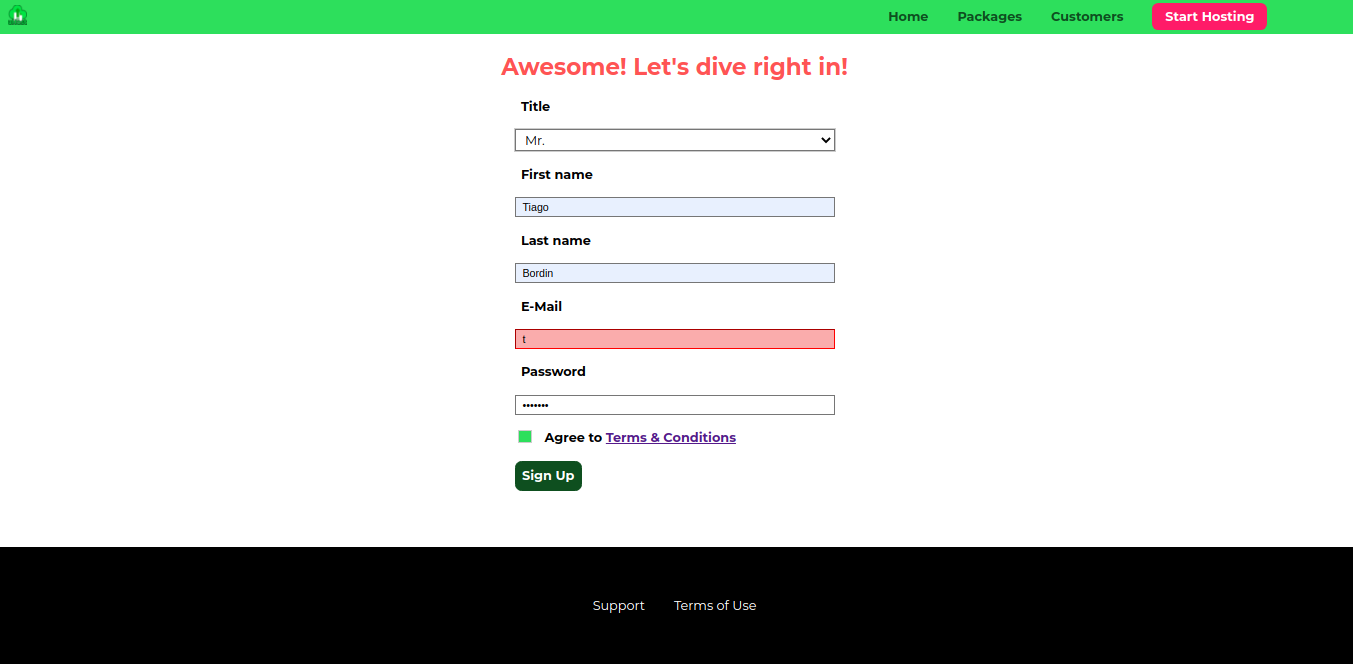 Home Packages Customers Start Hosting
Awesome! Let's dive right in!
Title
Mr.
First name
Tiago
Last name
Bordin
E-Mail
t
Password
•••••••
Agree to Terms & Conditions
Sign Up
Support Terms of Use